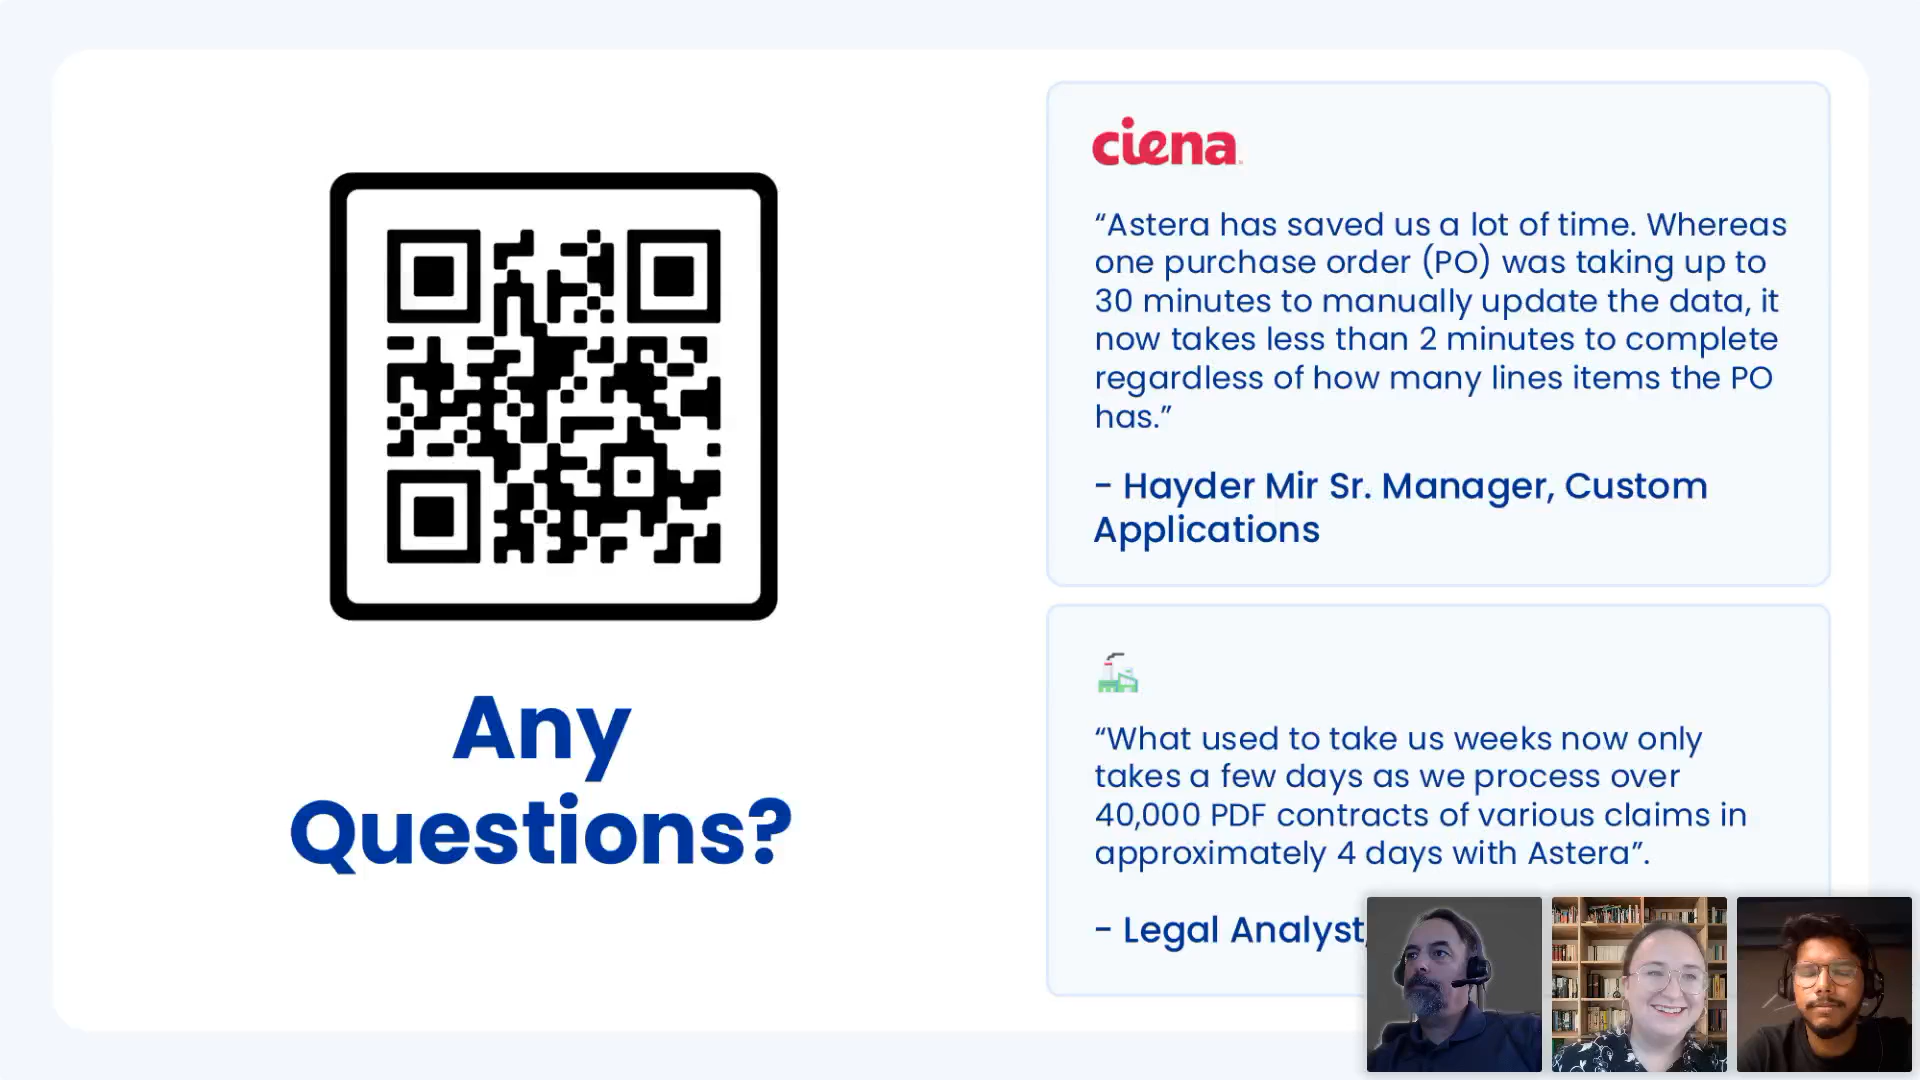 Any
Questions?
ciena
“Astera has saved us a lot of time. Whereas
one purchase order (PO) was taking up to
30 minutes to manually update the data, it
now takes less than 2 minutes to complete
regardless of how many lines items the PO
has.”
- Hayder Mir Sr. Manager, Custom
Applications
“What used to take us weeks now only
takes a few days as we process over
40,000 PDF contracts of various claims in
approximately 4 days with Astera”.
- Legal Analyst,